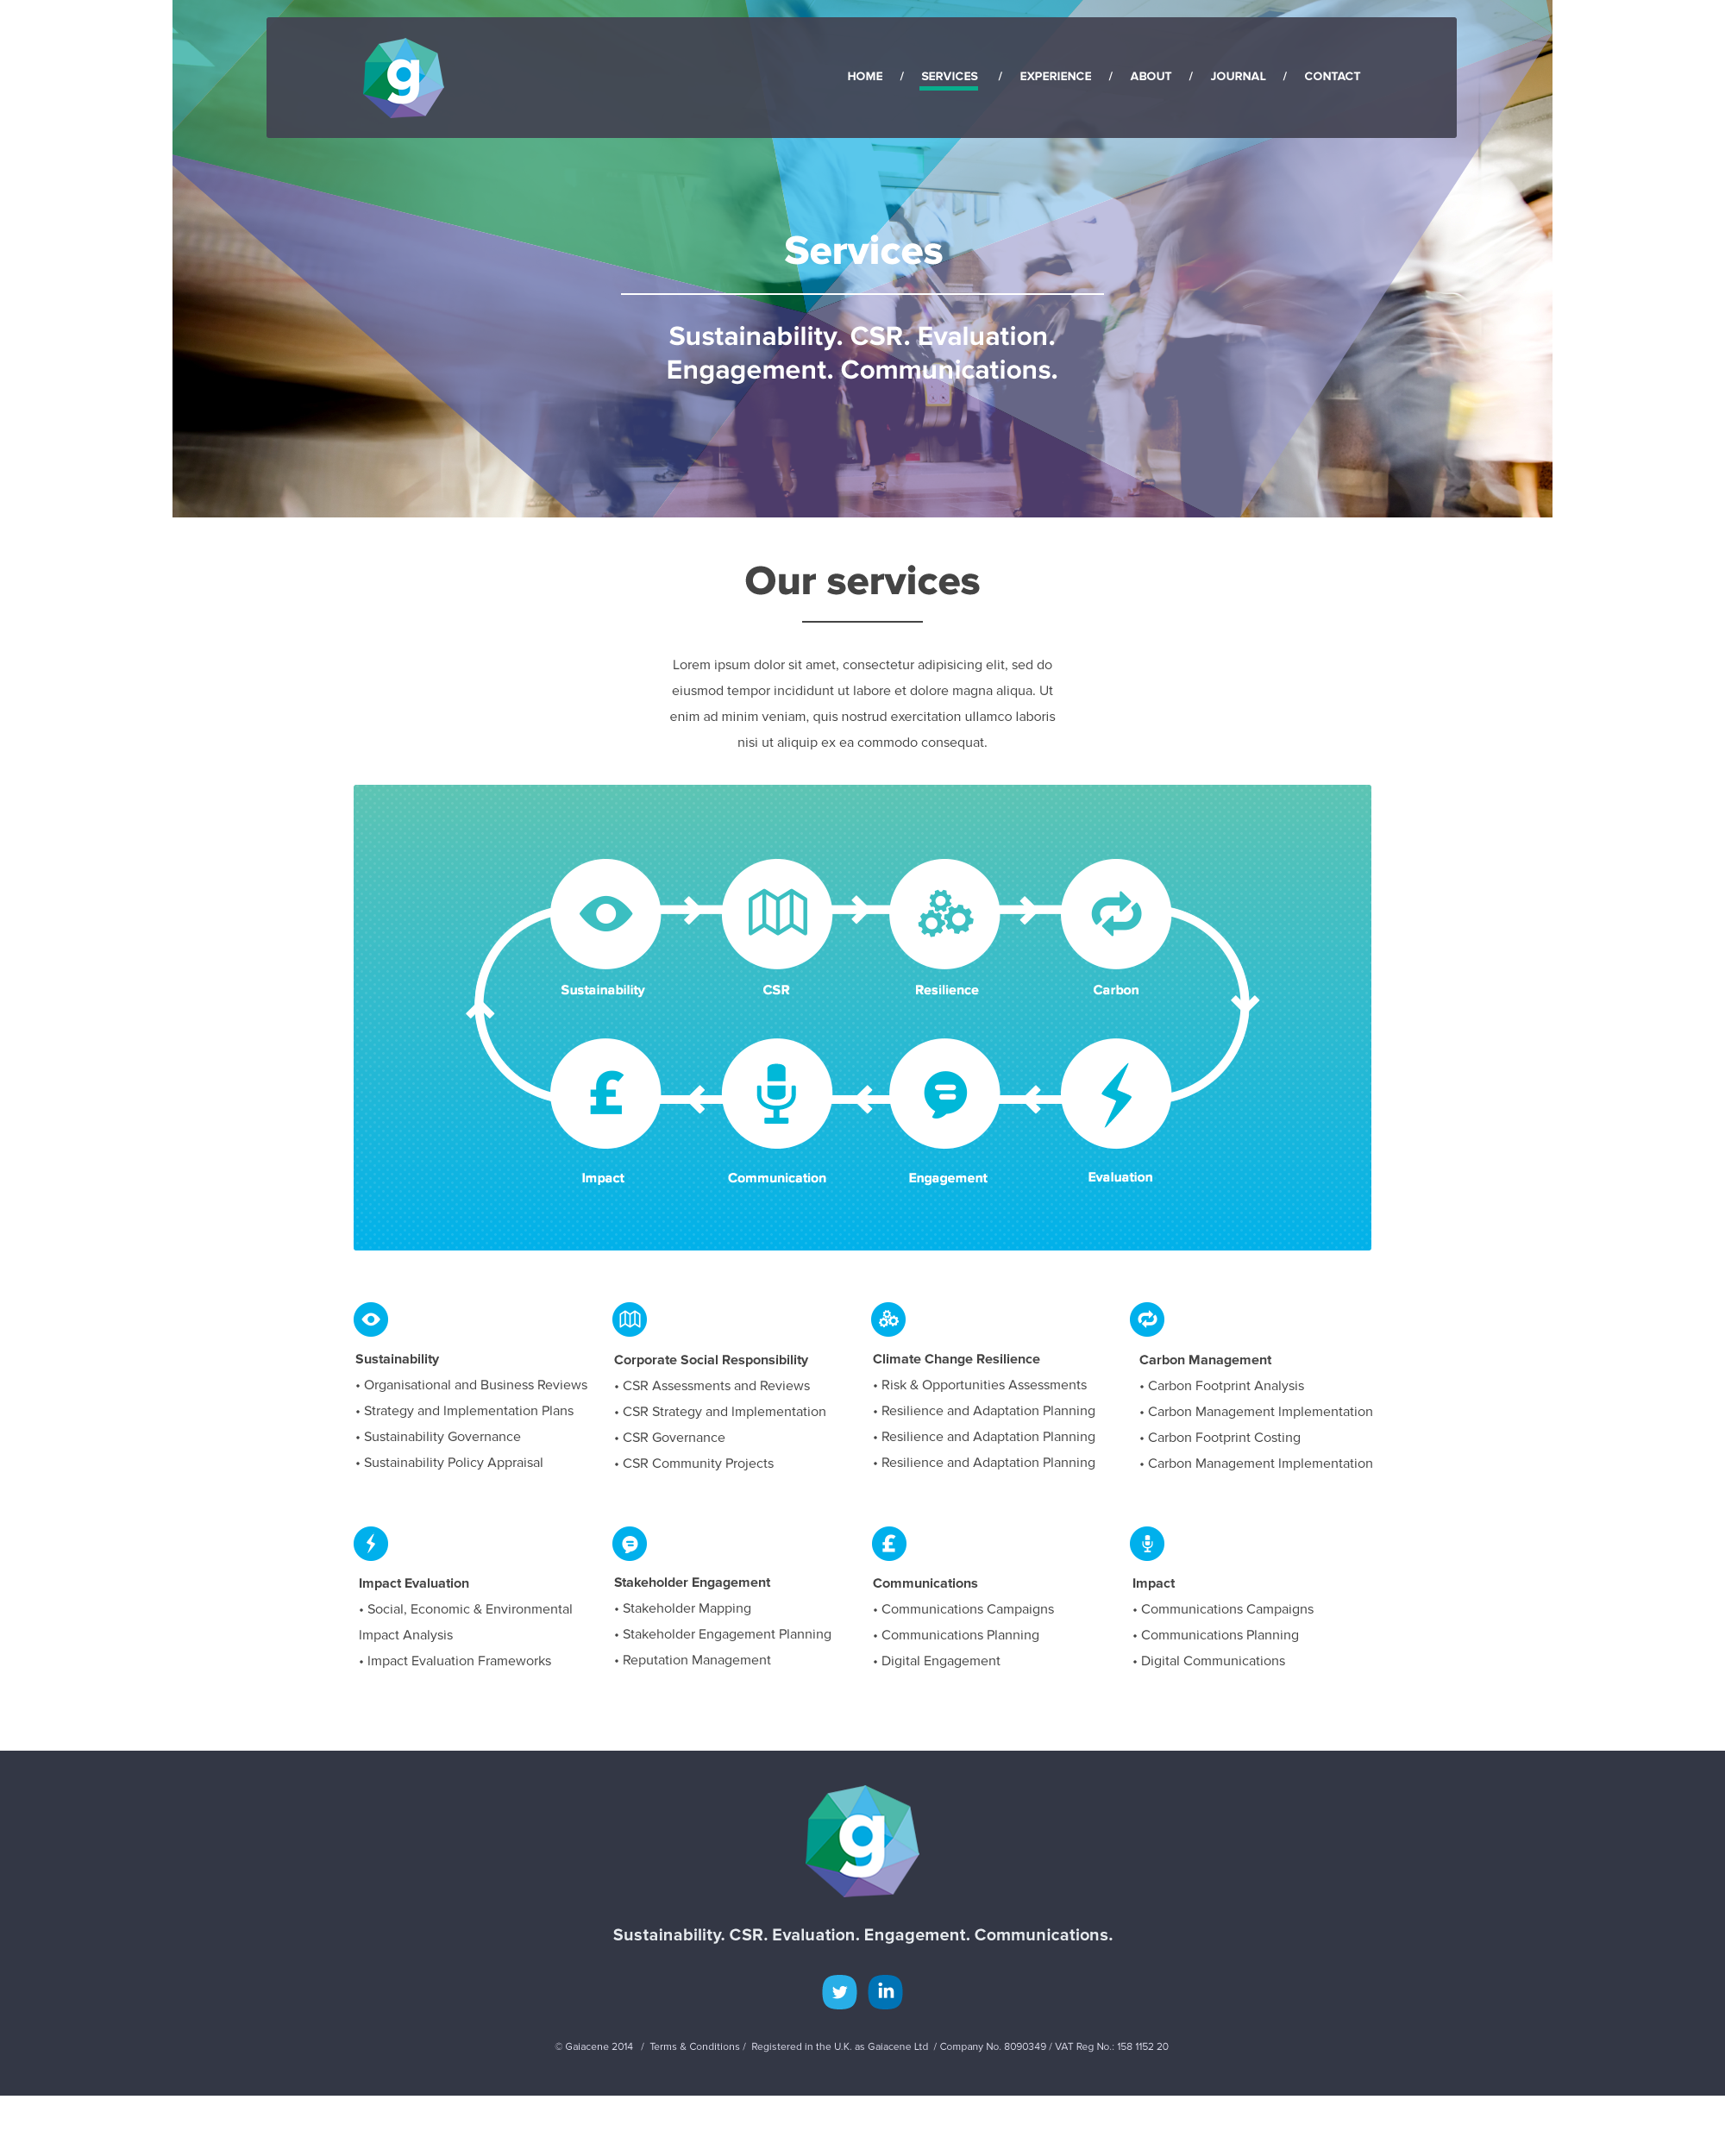 g
HOME / SERVICES / EXPERIENCE / ABOUT / JOURNAL / CONTACT
Services
Sustainability. CSR. Evaluation.
Engagement. Communications.
Our services
Lorem ipsum dolor sit amet, consectetur adipisicing elit, sed do
eiusmod tempor incididunt ut labore et dolore magna aliqua. Ut
enim ad minim veniam, quis nostrud exercitation ullamco laboris
nisi ut aliquip ex ea commodo consequat.
Sustainability
CSR
Resilience
Carbon
£
Impact
Communication
Engagement
Evaluation
Sustainability
• Organisational and Business Reviews
• Strategy and Implementation Plans
• Sustainability Governance
• Sustainability Policy Appraisal
Corporate Social Responsibility
• CSR Assessments and Reviews
• CSR Strategy and Implementation
• CSR Governance
• CSR Community Projects
Climate Change Resilience
• Risk & Opportunities Assessments
• Resilience and Adaptation Planning
• Resilience and Adaptation Planning
• Resilience and Adaptation Planning
Carbon Management
• Carbon Footprint Analysis
• Carbon Management Implementation
• Carbon Footprint Costing
• Carbon Management Implementation
Impact Evaluation
• Social, Economic & Environmental
Impact Analysis
• Impact Evaluation Frameworks
Stakeholder Engagement
• Stakeholder Mapping
• Stakeholder Engagement Planning
• Reputation Management
£
Communications
• Communications Campaigns
• Communications Planning
• Digital Engagement
Impact
• Communications Campaigns
• Communications Planning
• Digital Communications
g
Sustainability. CSR. Evaluation. Engagement. Communications.
in
© Gaiacene 2014 / Terms & Conditions / Registered in the U.K. as Gaiacene Ltd / Company No. 8090349 / VAT Reg No.: 158 1152 20